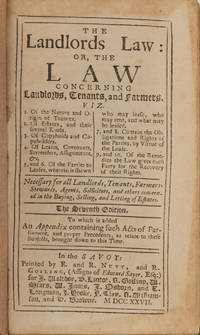 THE
Landlords Law:
OR, THE
LAW
CONCERNING
Landlords, Tenants, and Farmers.
VIZ.
1. Of the Nature and Origin of Tenures.
2. Of Estates, and their several Kinds.
3. Of Copyholds and Copyholders.
4. Of Leases, Covenants, Surrenders, Assignments, &c.
5. and 6. Of the Parties to Leases, wherein is shewn
who may lease, who may not, and what may be leased.
7. and 8. Contain the Obligations and Rights of the Parties, by Virtue of the Lease.
9. and 10. Of the Remedies the Law gives each Party for the Recovery of their Rights.
Necessary for all Landlords, Tenants, Farmers
Stewards, Agents, Sollicitors, and others concerned
in the Buying, Selling, and Letting of Estates.
The Seventh Edition.
To which is added
An Appendix containing such Acts of Parliament,
and proper Precedents, as relate to these
Subjects, brought down to this Time.
In the SAVOY:
Printed by E. and R. NUTT, and R.
GOSLING, (Assigns of Edward Sayer, Esq;)
for
MDCCXXVII.